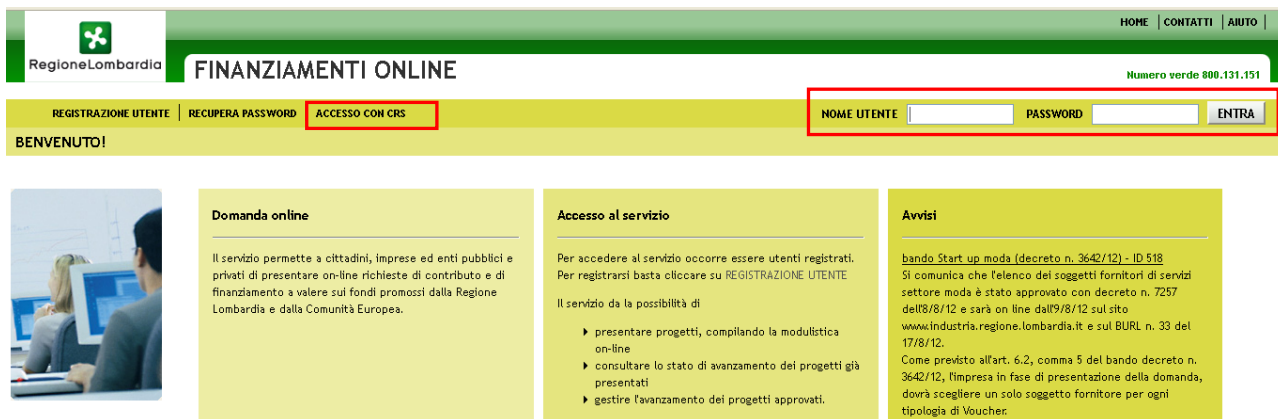 HOME | CONTATTI | AIUTO |
RegioneLombardia
FINANZIAMENTI ONLINE
Numero verde 800.131.151
REGISTRAZIONE UTENTE | RECUPERA PASSWORD ACCESSO CON CRS
NOME UTENTE PASSWORD ENTRA
BENVENUTO!
Domanda online
Il servizio permette a cittadini, imprese ed enti pubblici e
privati di presentare on-line richieste di contributo e di
finanziamento a valere sui fondi promossi dalla Regione
Lombardia e dalla Comunità Europea.
Accesso al servizio
Per accedere al servizio occorre essere utenti registrati.
Per registrarsi basta cliccare su REGISTRAZIONE UTENTE
Il servizio da la possibilità di
presentare progetti, compilando la modulistica
on-line
consultare lo stato di avanzamento dei progetti già
presentati
gestire l'avanzamento dei progetti approvati.
Avvisi
bando Start up moda (decreto n. 3642/12) - ID 518
Si comunica che l'elenco dei soggetti fornitori di servizi
settore moda è stato approvato con decreto n. 7257
dell'8/8/12 e sarà on line dall'9/8/12 sul sito
www.industria.regione.lombardia.it e sul BURL n. 33 del
17/8/12.
Come previsto all'art. 6.2, comma 5 del bando decreto n.
3642/12, l'impresa in fase di presentazione della domanda,
dovrà scegliere un solo soggetto fornitore per ogni
tipologia di Voucher.